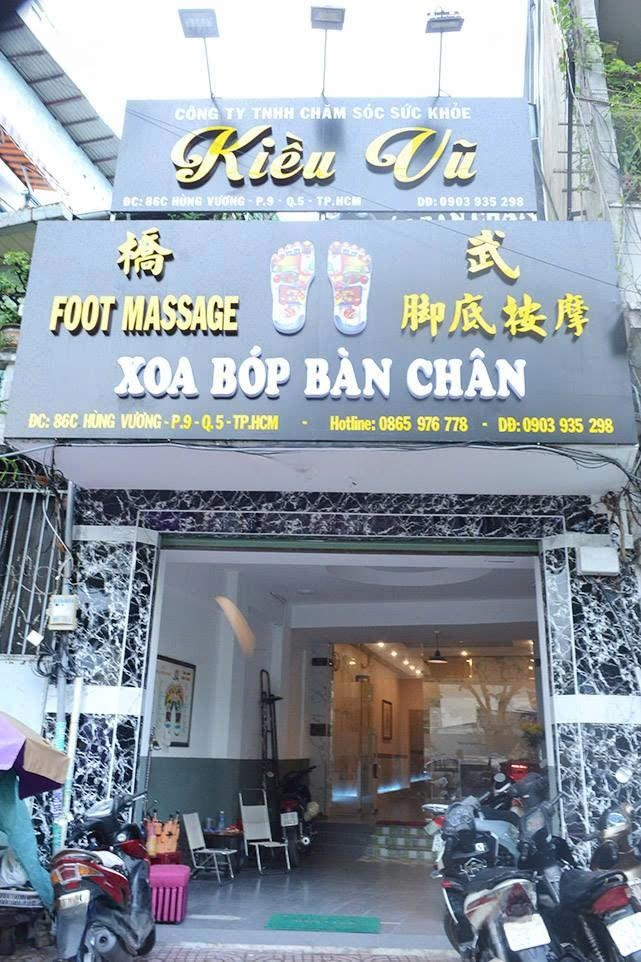 CÔNG TY TNHH CHĂM SÓC SỨC KHỎE
Kiều Vũ
ĐC: 86C HÙNG VƯƠNG - P.9 - Q.5 - TP.HCM DĐ: 0903 935 298
橋 武
FOOT MASSAGE 脚底按摩
XOA BÓP BÀN CHÂN
ĐC: 86C HÙNG VƯƠNG - P.9 - Q.5 - TP.HCM - Hotline: 0865 976 778 - DĐ: 0903 935 298